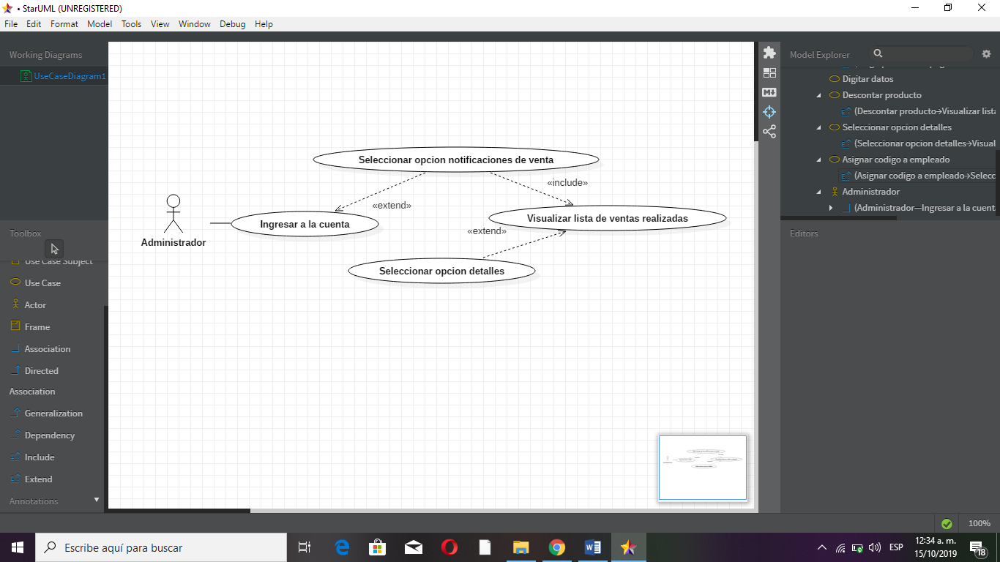 • StarUML (UNREGISTERED)
File Edit Format Model Tools View Window Debug Help
Working Diagrams
UseCaseDiagram1
Toolbox
Use Case Subject
Use Case
Actor
Frame
Association
Directed
Association
Generalization
Dependency
Include
Extend
Annotations
Seleccionar opcion notificaciones de venta
«include»
«extend»
Ingresar a la cuenta
Visualizar lista de ventas realizadas
«extend»
Administrador
Seleccionar opcion detalles
M
Model Explorer
Digitar datos
Descontar producto
(Descontar producto→Visualizar lista
Seleccionar opcion detalles
(Seleccionar opcion detalles→Visual
Asignar codigo a empleado
(Asignar codigo a empleado→Selecc
Administrador
(Administrador—Ingresar a la cuent
Editors
100%
Escribe aquí para buscar
ESP
12:34 a. m.
15/10/2019
18